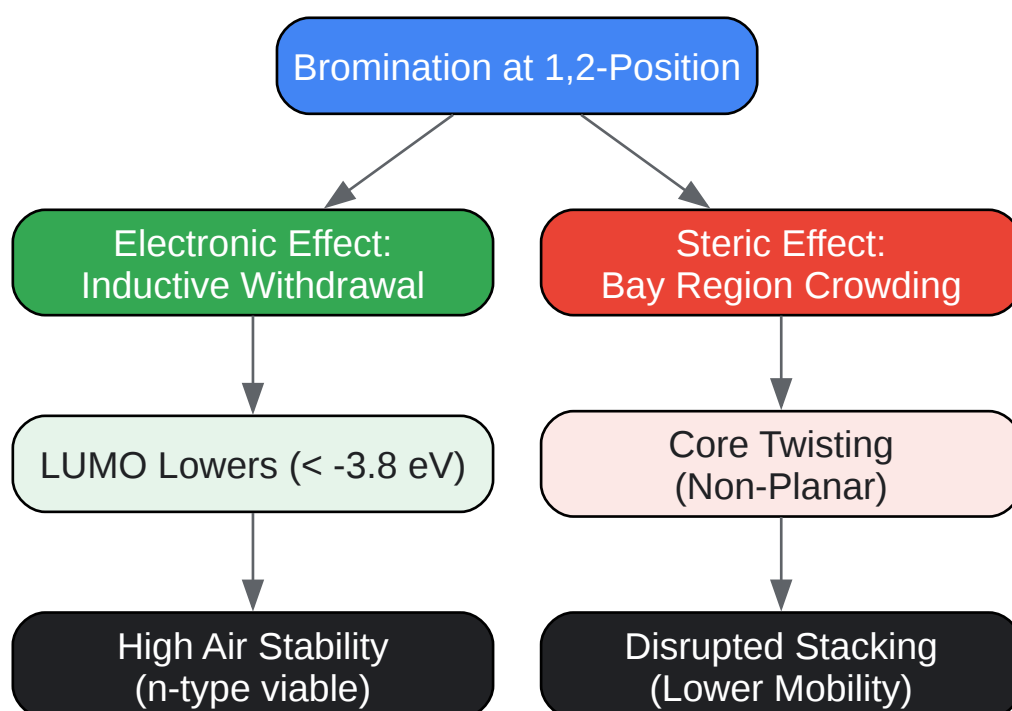 Bromination at 1,2-Position
Electronic Effect:
Inductive Withdrawal
Steric Effect:
Bay Region Crowding
LUMO Lowers (< -3.8 eV)
Core Twisting
(Non-Planar)
High Air Stability
(n-type viable)
Disrupted Stacking
(Lower Mobility)